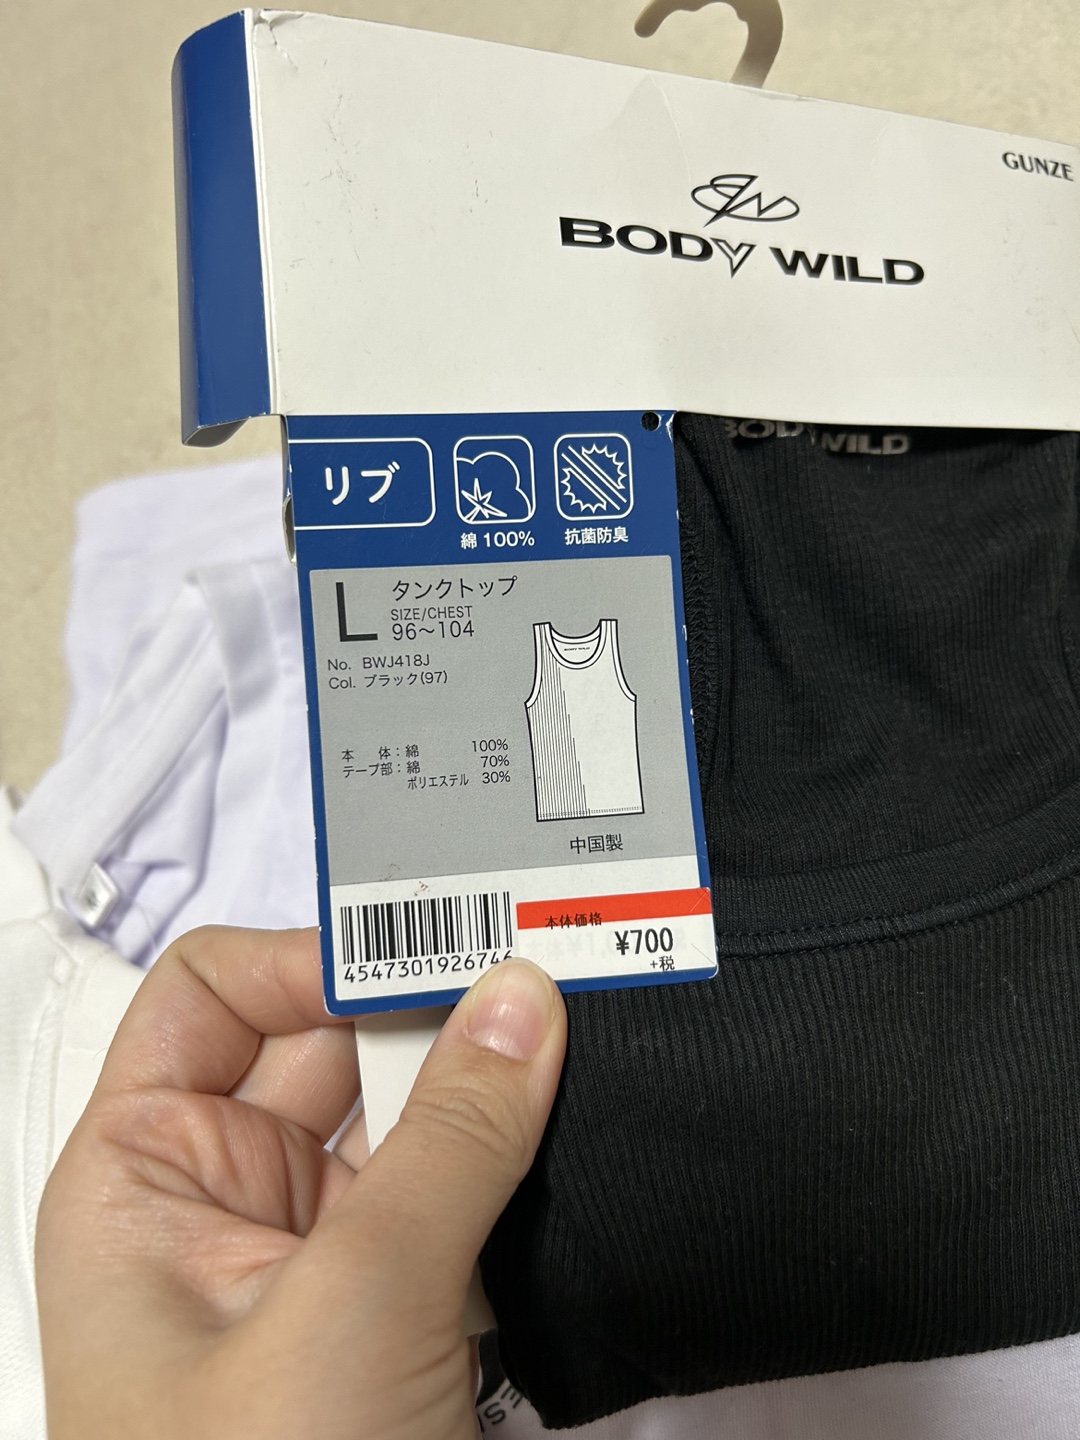 GUNZE
BODY WILD
BODY WILD
リブ
綿 100%
抗菌防臭
L
タンクトップ
SIZE/CHEST
96〜104
No. BWJ418J
Col. ブラック(97)
本　体：綿 100%
テープ部：綿 70%
ポリエステル 30%
中国製
4547301926746
本体価格
¥700
+税